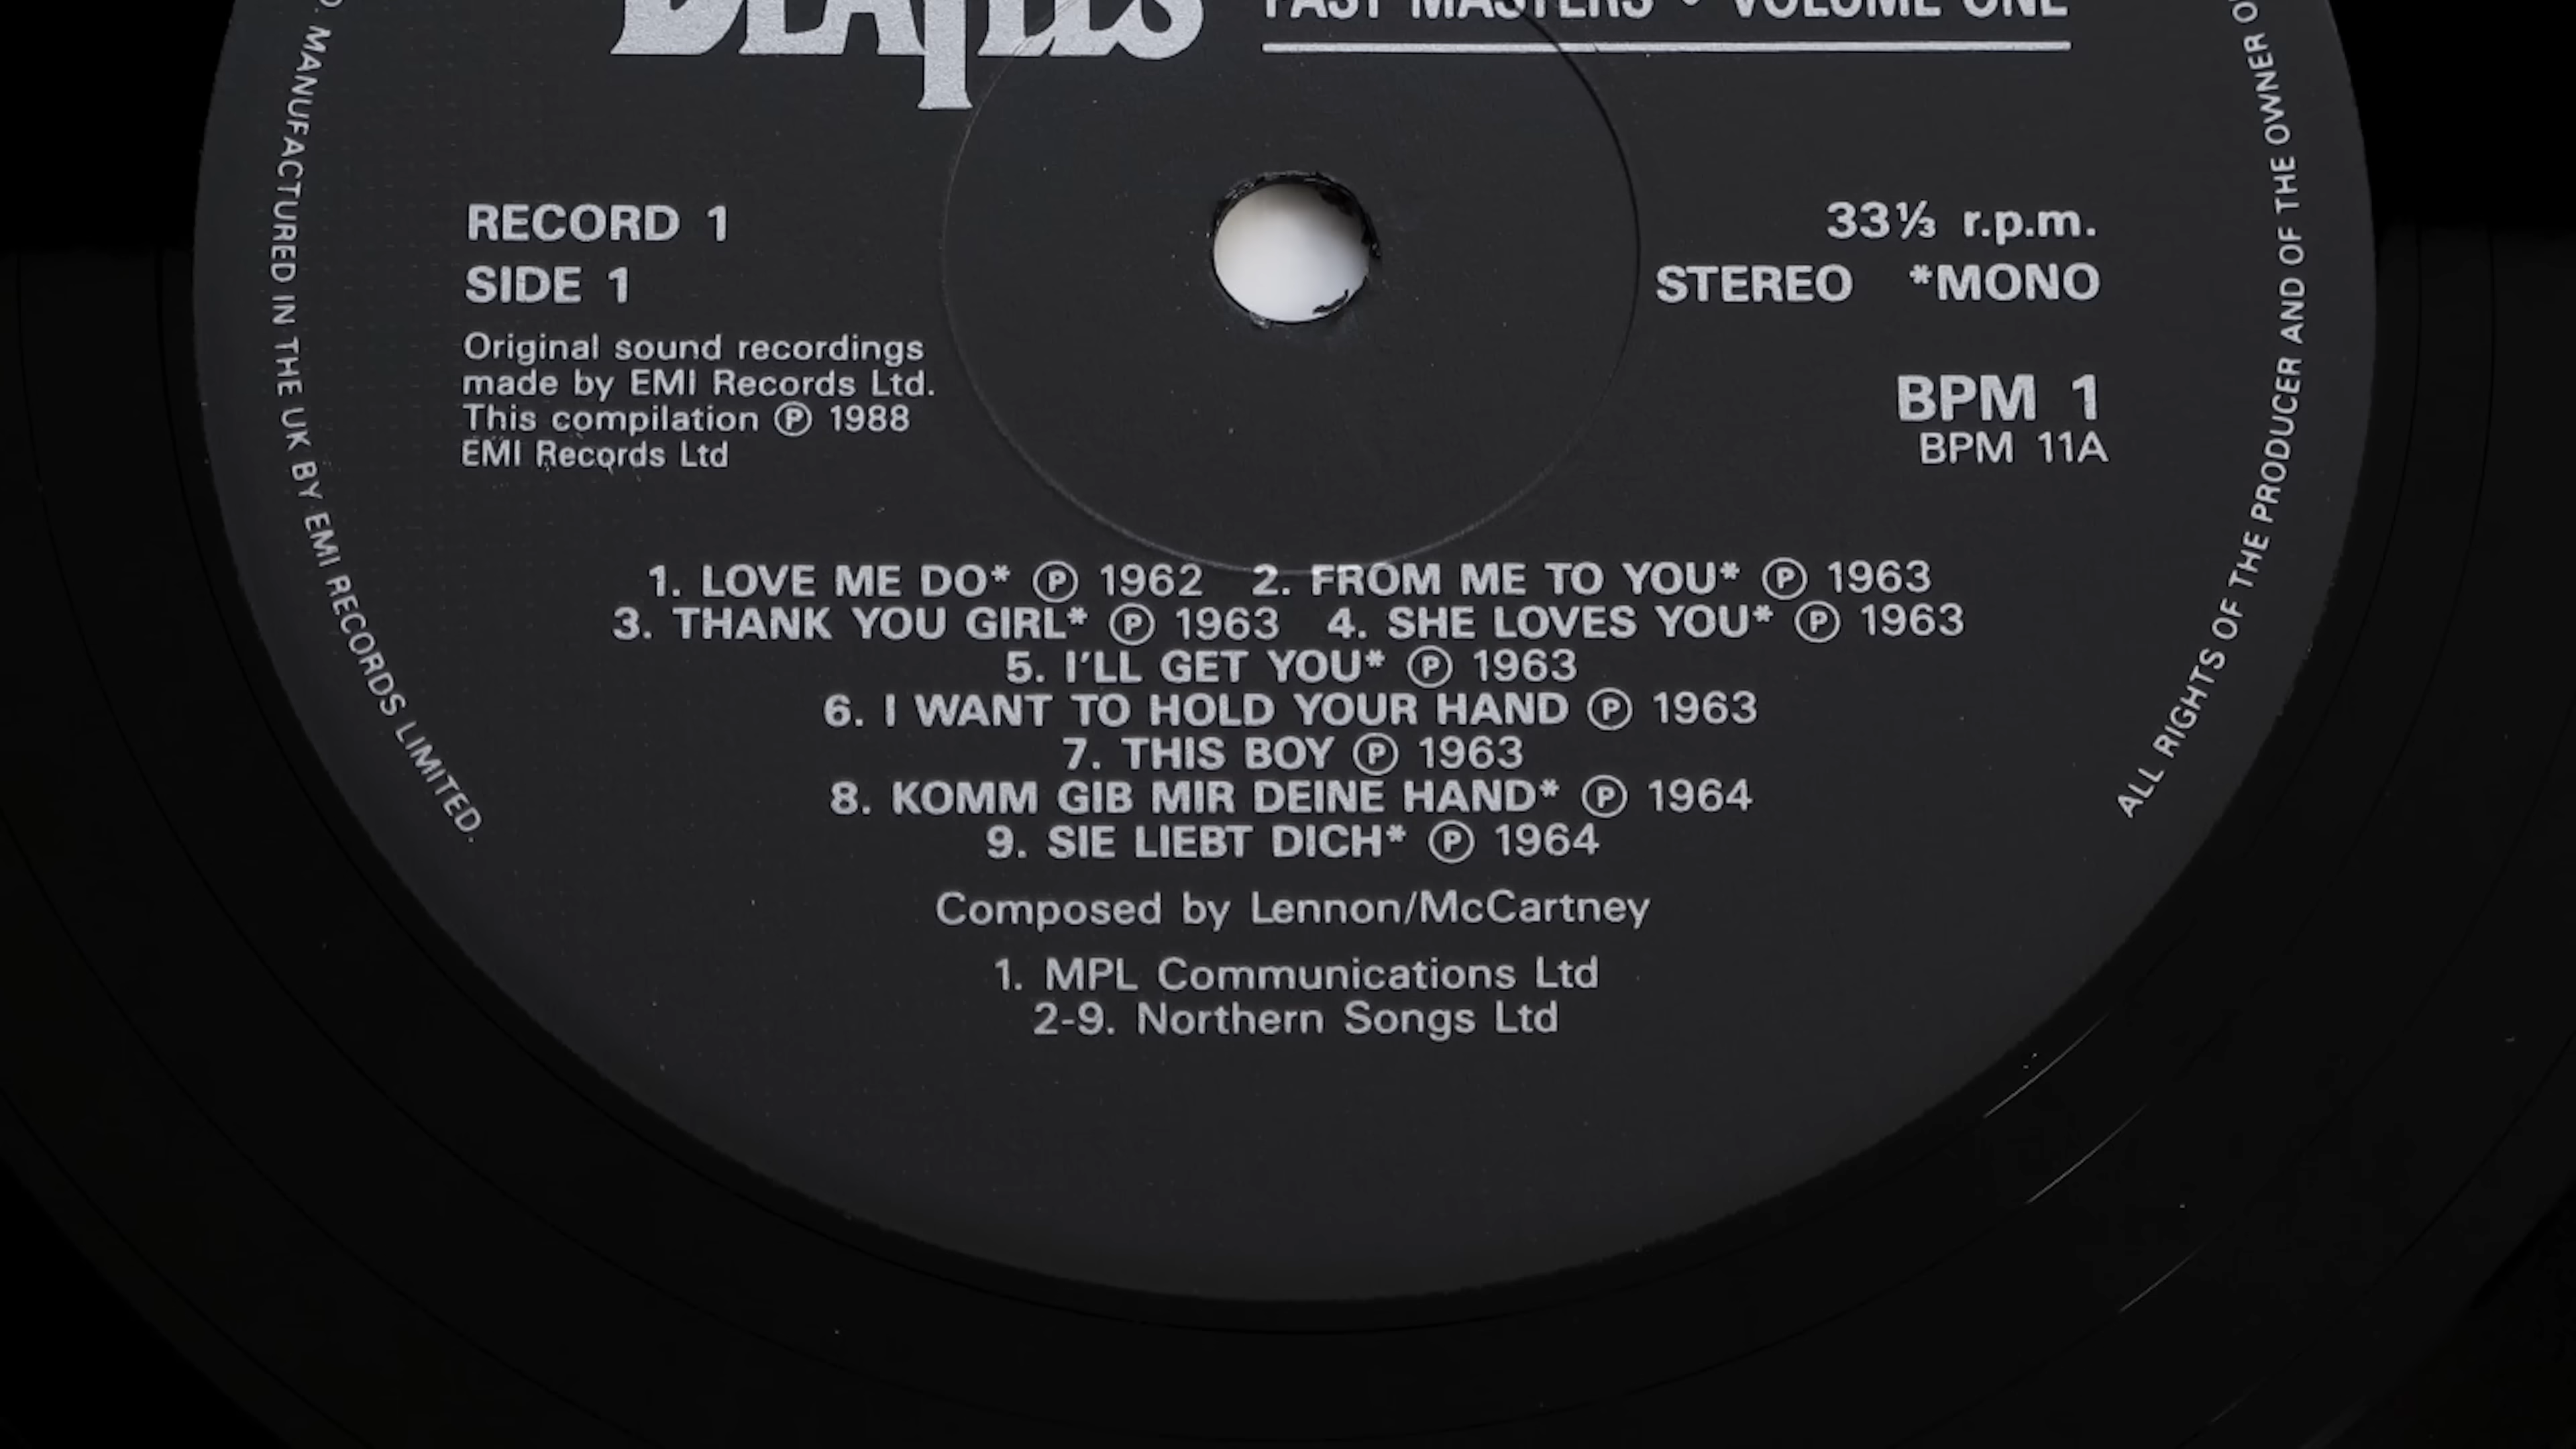 BEATLES
PAST MASTERS • VOLUME ONE
RECORD 1
SIDE 1
Original sound recordings
made by EMI Records Ltd.
This compilation ℗ 1988
EMI Records Ltd
33⅓ r.p.m.
STEREO *MONO
BPM 1
BPM 11A
1. LOVE ME DO* ℗ 1962 2. FROM ME TO YOU* ℗ 1963
3. THANK YOU GIRL* ℗ 1963 4. SHE LOVES YOU* ℗ 1963
5. I'LL GET YOU* ℗ 1963
6. I WANT TO HOLD YOUR HAND ℗ 1963
7. THIS BOY ℗ 1963
8. KOMM GIB MIR DEINE HAND* ℗ 1964
9. SIE LIEBT DICH* ℗ 1964
Composed by Lennon/McCartney
1. MPL Communications Ltd
2-9. Northern Songs Ltd
MANUFACTURED IN THE UK BY EMI RECORDS LIMITED.
ALL RIGHTS OF THE PRODUCER AND OF THE OWNER